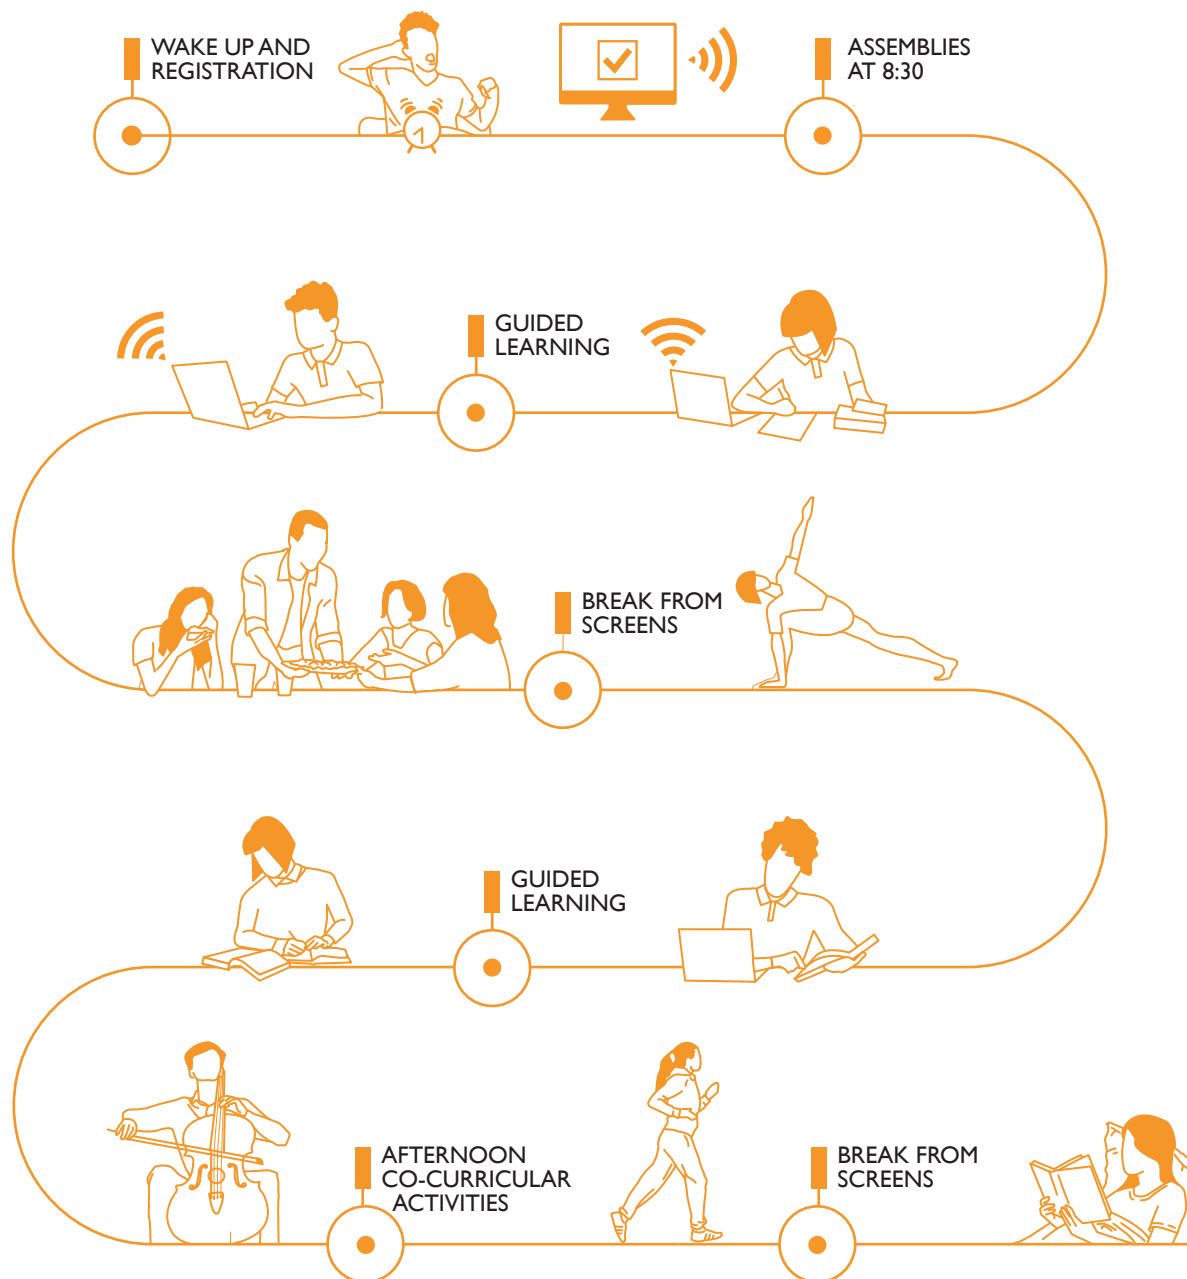 WAKE UP AND
REGISTRATION
ASSEMBLIES
AT 8:30
GUIDED
LEARNING
BREAK FROM
SCREENS
GUIDED
LEARNING
AFTERNOON
CO-CURRICULAR
ACTIVITIES
BREAK FROM
SCREENS